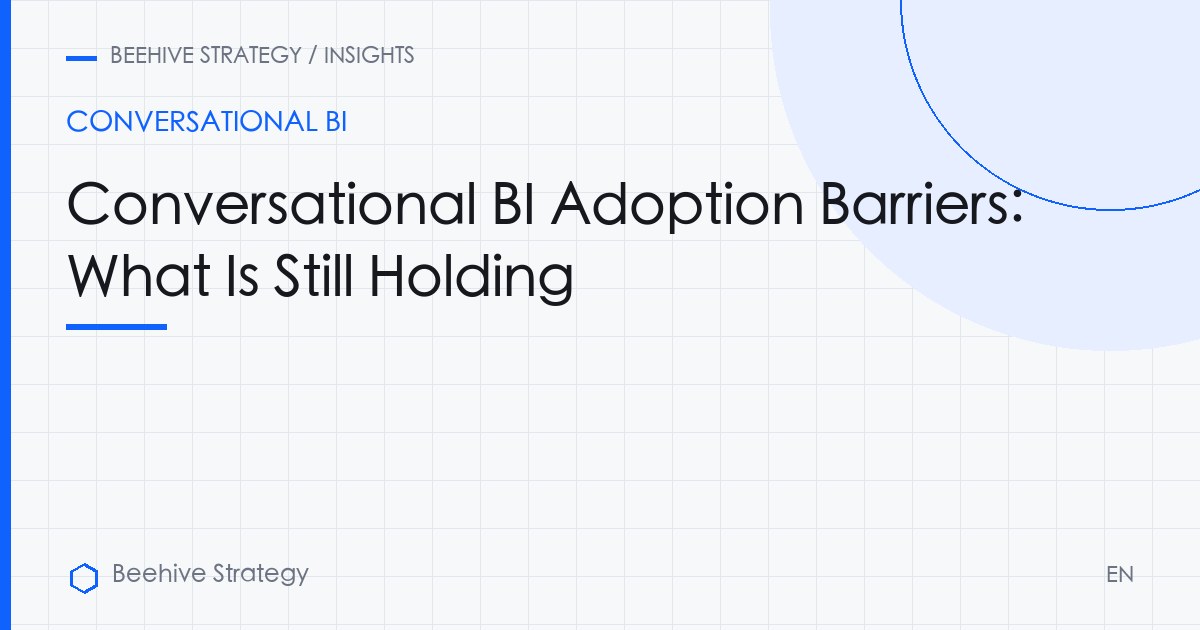 BEEHIVE STRATEGY / INSIGHTS
CONVERSATIONAL BI
Conversational BI Adoption Barriers:
What Is Still Holding
Beehive Strategy
EN